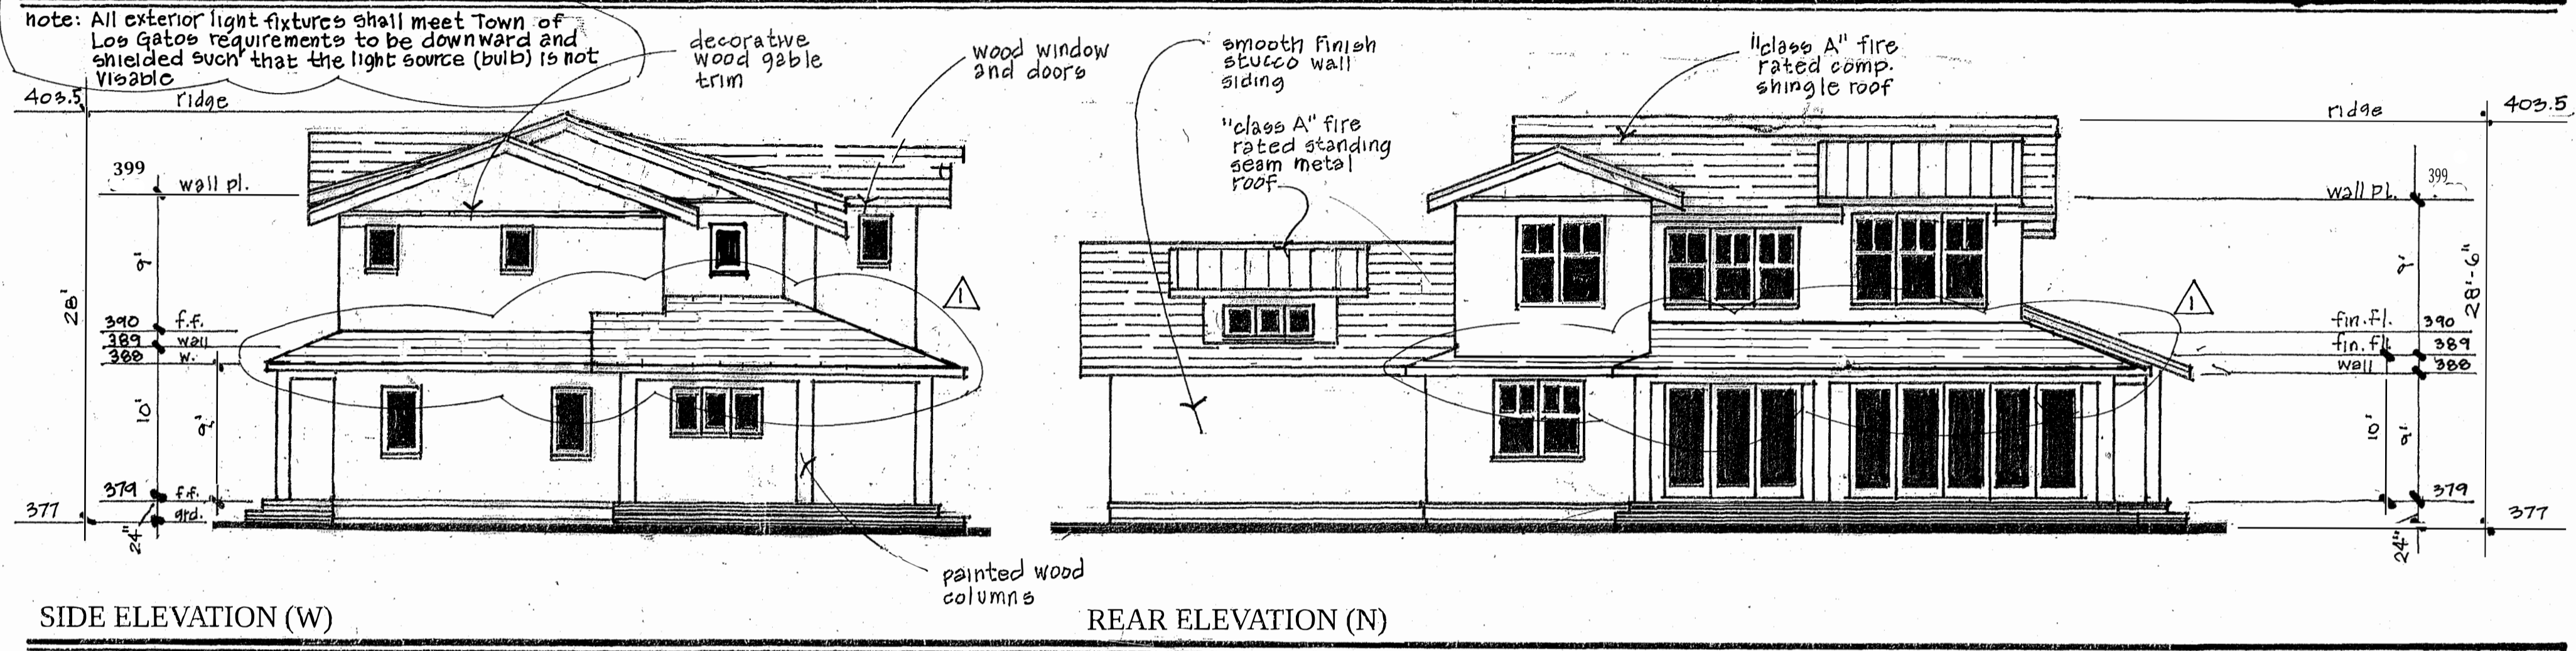 note: All exterior light fixtures shall meet Town of
Los Gatos requirements to be downward and
shielded such that the light source (bulb) is not
visable
decorative
wood gable
trim
wood window
and doors
smooth finish
stucco wall
siding
"class A" fire
rated standing
seam metal
roof
"class A" fire
rated comp.
shingle roof
403.5
ridge
399
wall pl.
9'
28'
390
f.f.
389
wall
388
w.
10'
9'
379
f.f.
377
grd.
24"
1
painted wood
columns
ridge
403.5
399
wall pl.
9'
28'-6"
1
fin.fl.
390
fin.fl.
389
wall
388
10'
9'
379
377
24"
SIDE ELEVATION (W)
REAR ELEVATION (N)